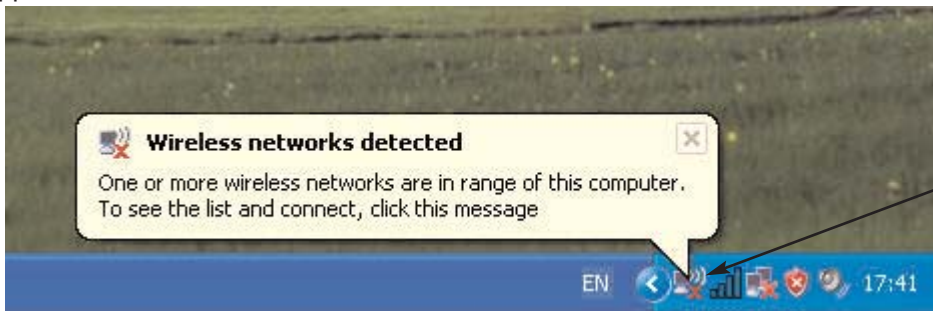 Wireless networks detected
One or more wireless networks are in range of this computer.
To see the list and connect, click this message
EN
17:41